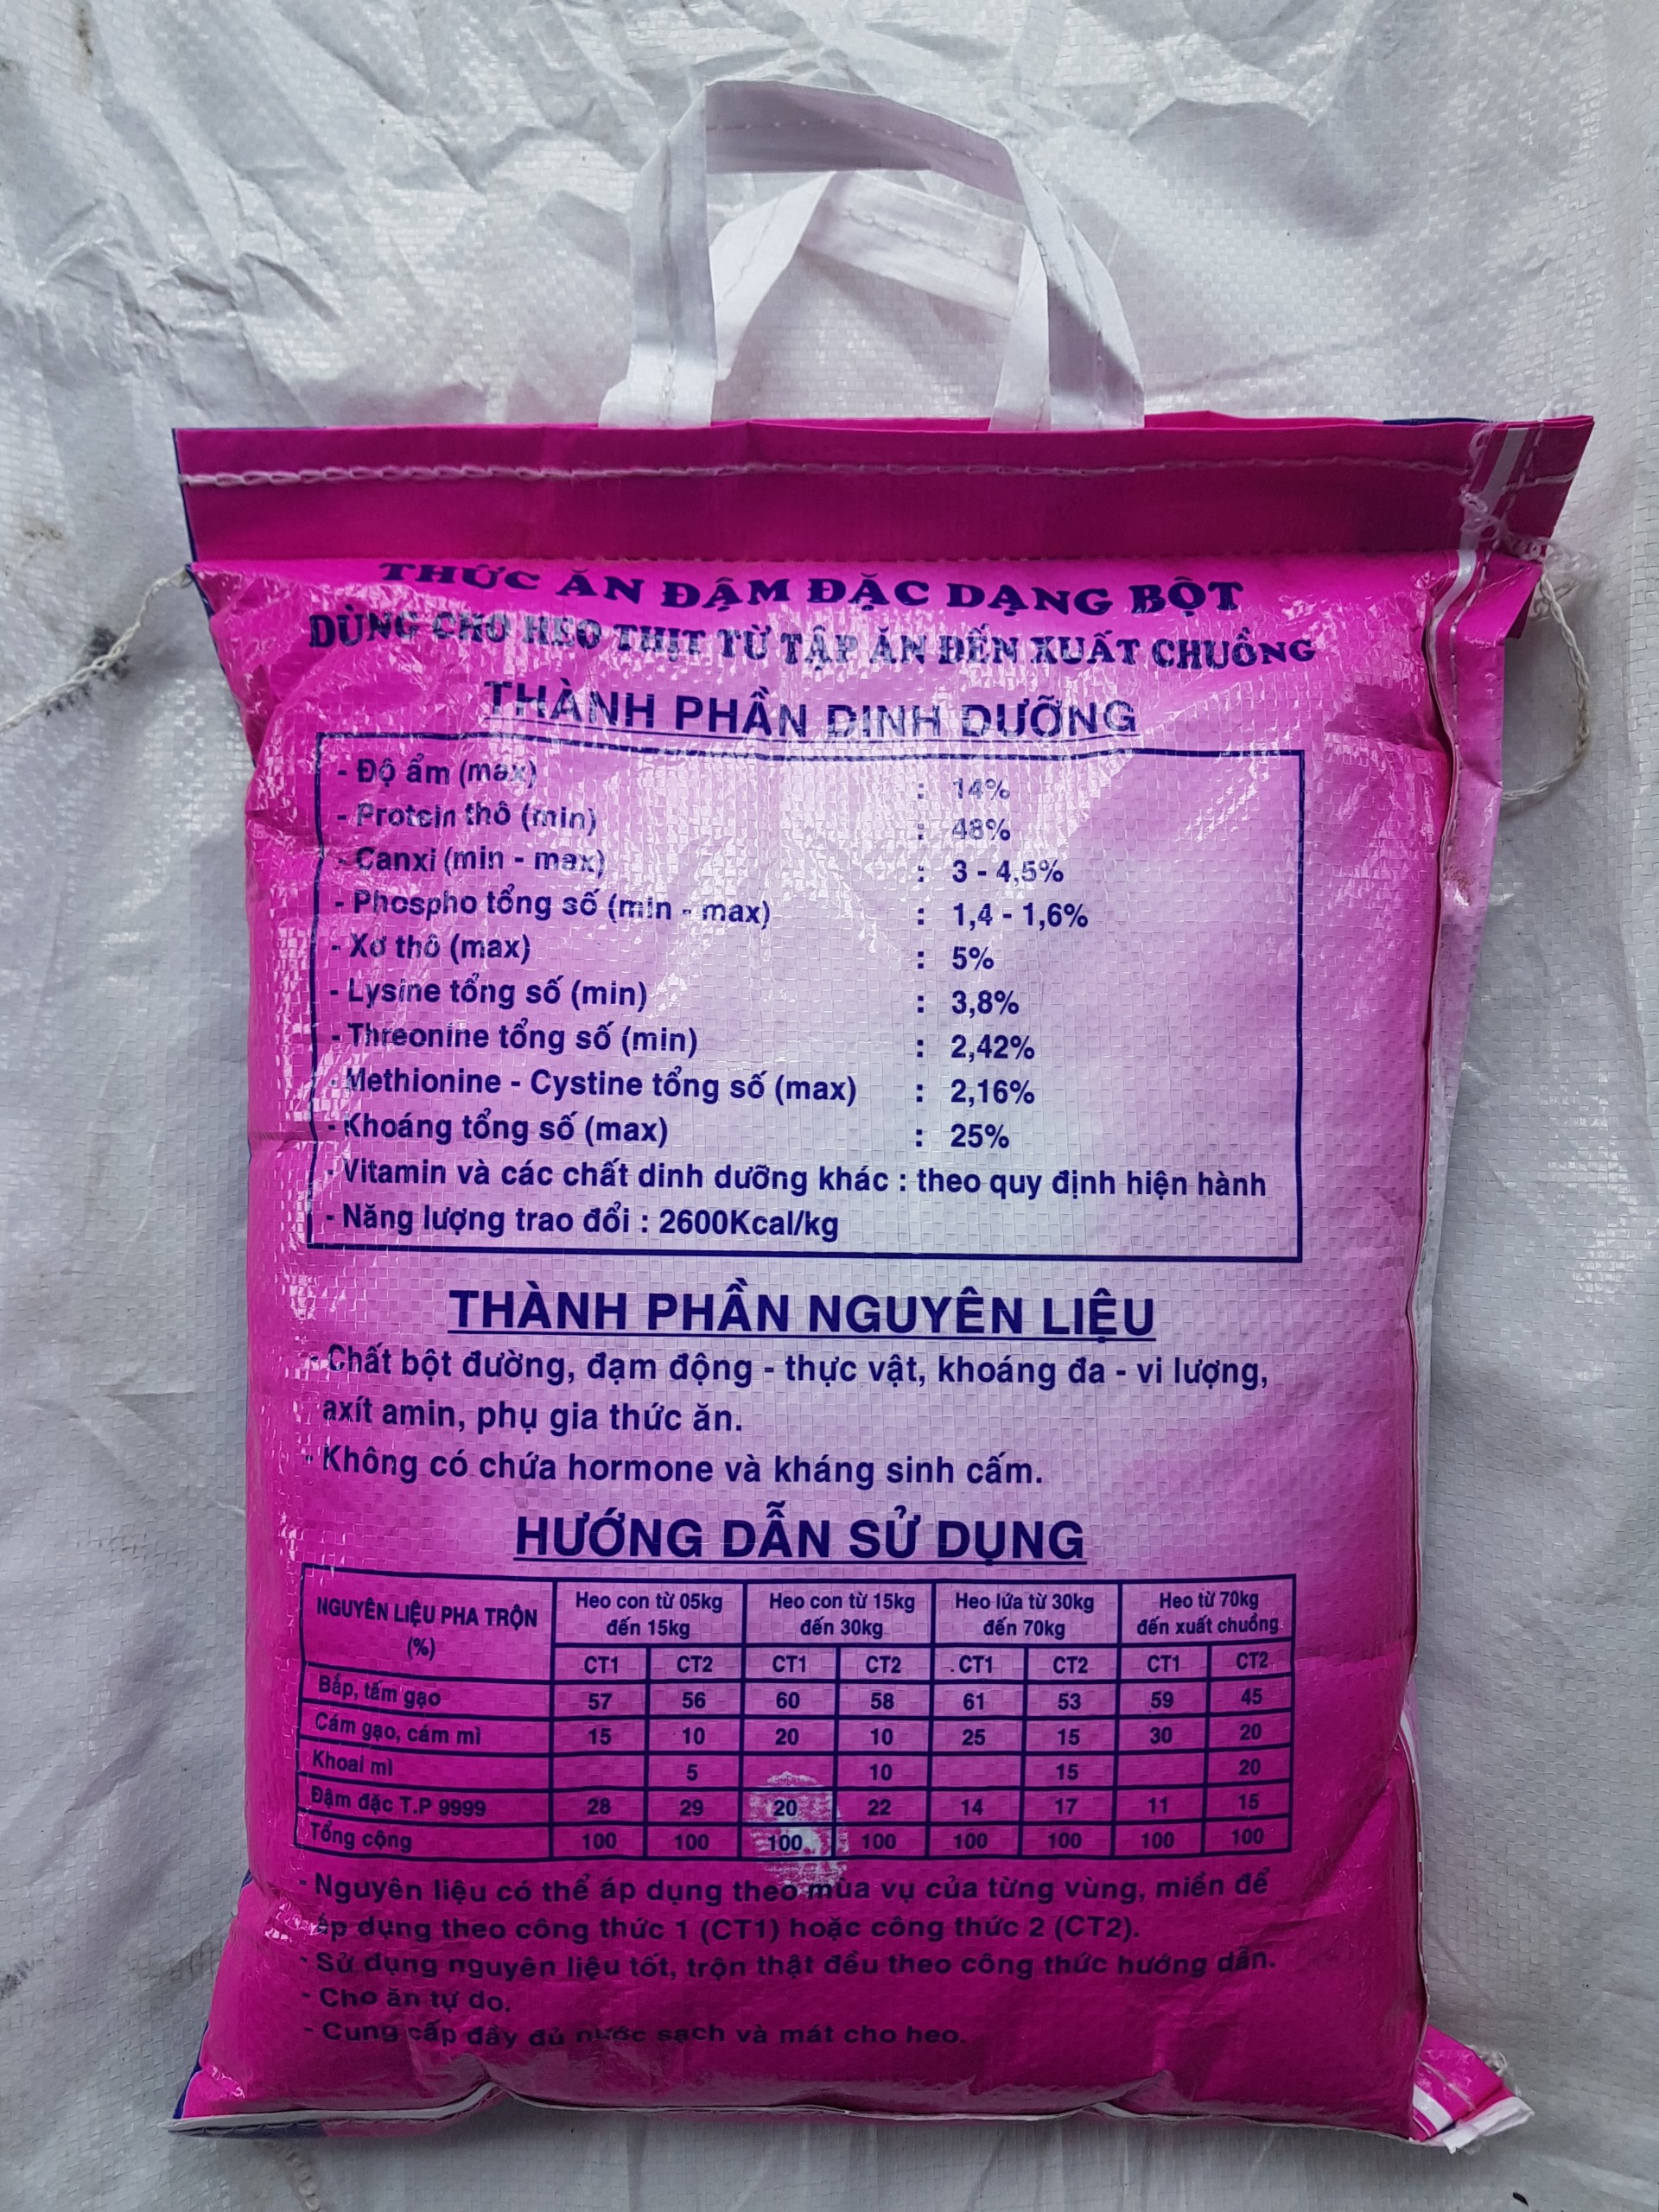 THỨC ĂN ĐẬM ĐẶC DẠNG BỘT
DÙNG CHO HEO THỊT TỪ TẬP ĂN ĐẾN XUẤT CHUỒNG
THÀNH PHẦN DINH DƯỠNG
- Độ ẩm (max) : 14%
- Protein thô (min) : 48%
- Canxi (min - max) : 3 - 4,5%
- Phospho tổng số (min - max) : 1,4 - 1,6%
- Xơ thô (max) : 5%
- Lysine tổng số (min) : 3,8%
- Threonine tổng số (min) : 2,42%
- Methionine - Cystine tổng số (max) : 2,16%
- Khoáng tổng số (max) : 25%
- Vitamin và các chất dinh dưỡng khác : theo quy định hiện hành
- Năng lượng trao đổi : 2600Kcal/kg
THÀNH PHẦN NGUYÊN LIỆU
- Chất bột đường, đạm động - thực vật, khoáng đa - vi lượng,
axít amin, phụ gia thức ăn.
- Không có chứa hormone và kháng sinh cấm.
HƯỚNG DẪN SỬ DỤNG
NGUYÊN LIỆU PHA TRỘN (%) Heo con từ 05kg đến 15kg Heo con từ 15kg đến 30kg Heo lứa từ 30kg đến 70kg Heo từ 70kg đến xuất chuồng
CT1 CT2 CT1 CT2 CT1 CT2 CT1 CT2
Bắp, tấm gạo 57 56 60 58 61 53 59 45
Cám gạo, cám mì 15 10 20 10 25 15 30 20
Khoai mì 5 10 15 20
Đậm đặc T.P 9999 28 29 20 22 14 17 11 15
Tổng cộng 100 100 100 100 100 100 100 100
- Nguyên liệu có thể áp dụng theo mùa vụ của từng vùng, miền để
áp dụng theo công thức 1 (CT1) hoặc công thức 2 (CT2).
- Sử dụng nguyên liệu tốt, trộn thật đều theo công thức hướng dẫn.
- Cho ăn tự do.
- Cung cấp đầy đủ nước sạch và mát cho heo.